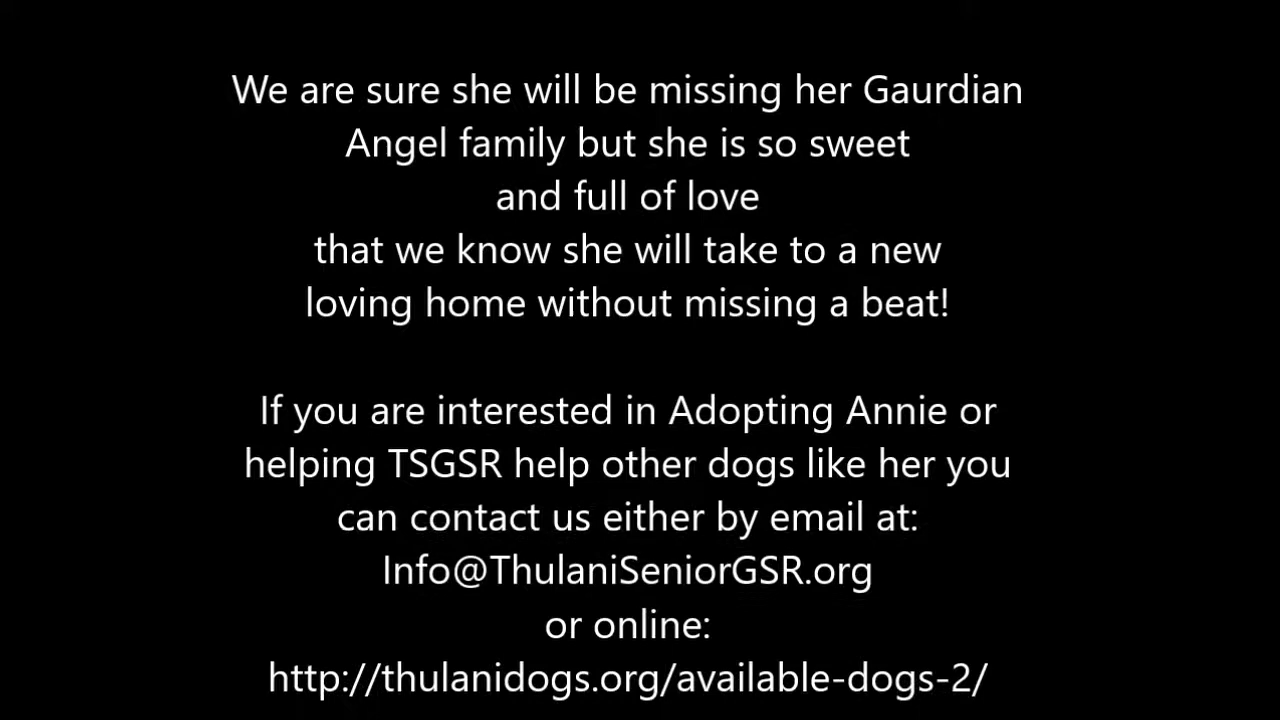 We are sure she will be missing her Gaurdian
Angel family but she is so sweet
and full of love
that we know she will take to a new
loving home without missing a beat!
If you are interested in Adopting Annie or
helping TSGSR help other dogs like her you
can contact us either by email at:
Info@ThulaniSeniorGSR.org
or online:
http://thulanidogs.org/available-dogs-2/